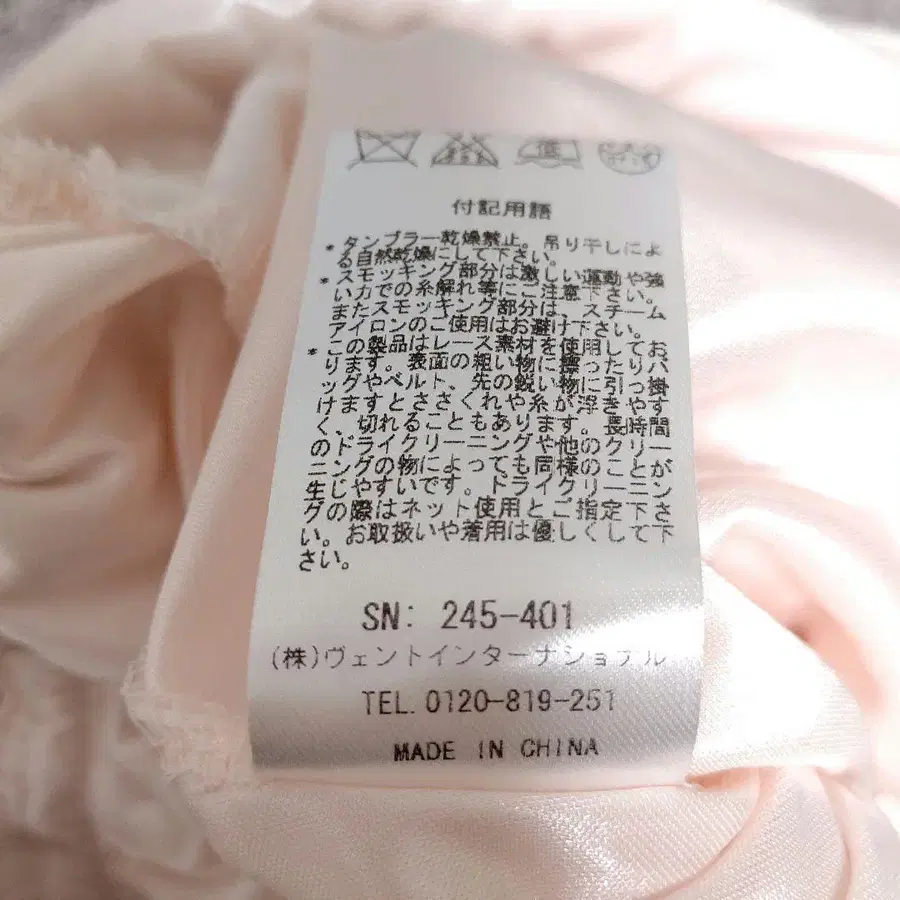 低
付記用語
* タンブラー乾燥禁止。吊り干しによ
る自然乾燥にして下さい。
* スモッキング部分は激しい運動や強
い力での糸解れ等にご注意下さい。
またスモッキング部分は、スチーム
アイロンのご使用はお避け下さい。
* この製品はレース素材を使用してお
ります。表面の粗い物に擦ったりバ
ッグやベルト、先の鋭い物に引っ掛
けますとささくれや糸が浮きやす
く、切れることもあります。長時間
のドライクリーニングや他のクリー
ニングの物によっても同様のことが
生じやすいです。ドライクリーニン
グの際はネット使用とご指定下さ
い。お取扱いや着用は優しくして下
さい。
SN: 245-401
(株)ヴェントインターナショナル
TEL.0120-819-251
MADE IN CHINA